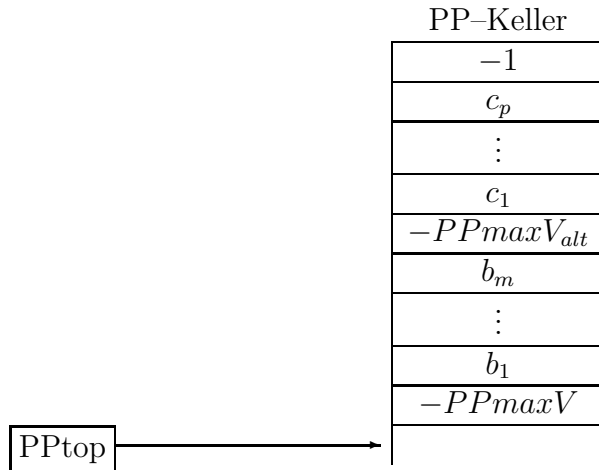 PP–Keller
−1
c_p
⋮
c_1
−PPmaxV_alt
b_m
⋮
b_1
−PPmaxV
PPtop